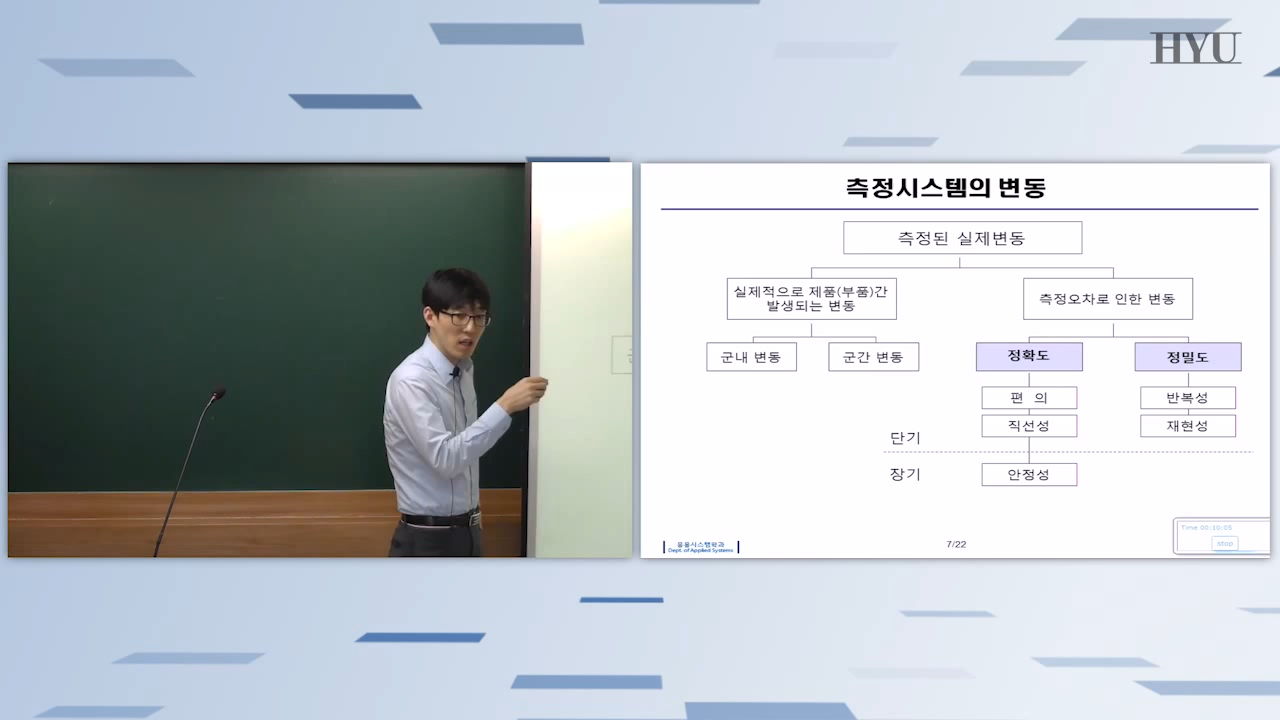 HYU
측정시스템의 변동
측정된 실제변동
실제적으로 제품(부품)간
발생되는 변동
측정오차로 인한 변동
군내 변동
군간 변동
정확도
정밀도
편 의
반복성
직선성
재현성
단기
장기
안정성
응용시스템학과
Dept. of Applied Systems
7/22
Time 00:10:05
stop